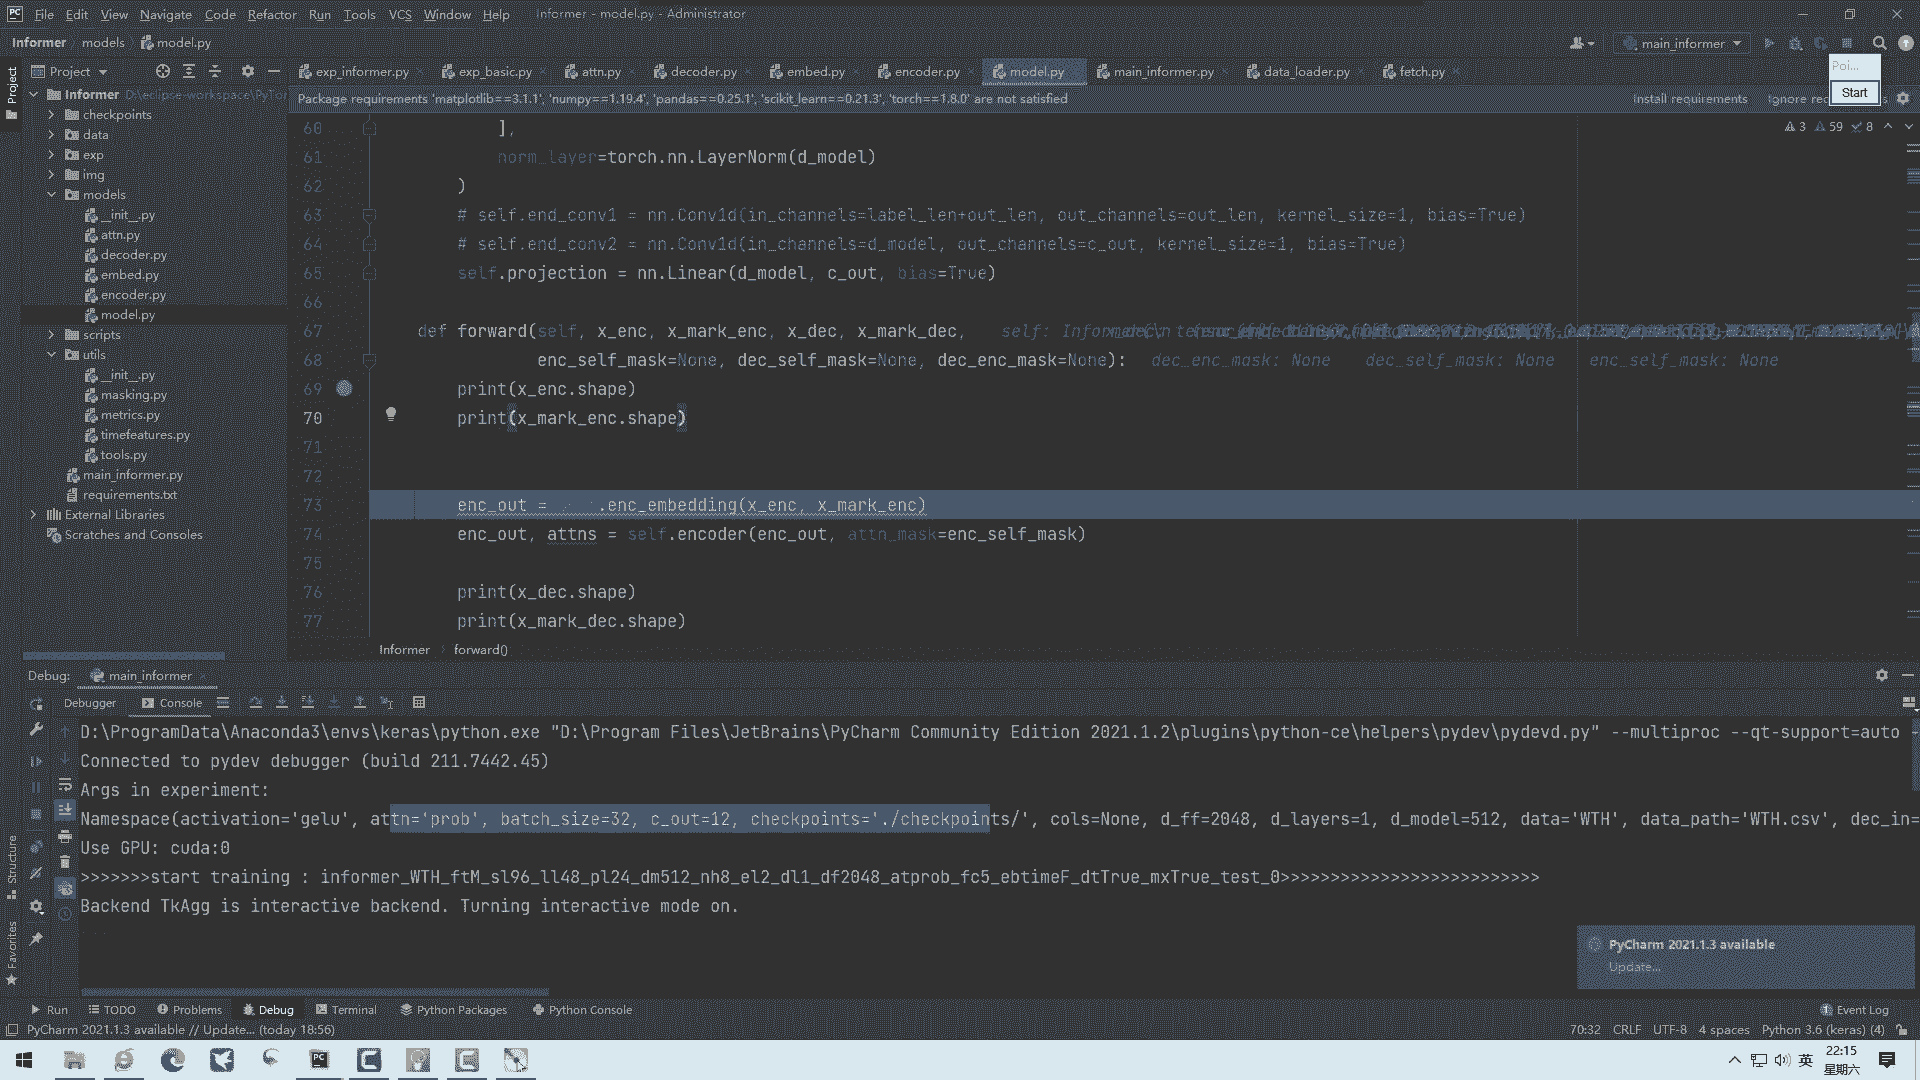 File Edit View Navigate Code Refactor Run Tools VCS Window Help Informer - model.py - Administrator
Informer models model.py
main_informer
Project
exp_informer.py exp_basic.py attn.py decoder.py embed.py encoder.py model.py main_informer.py data_loader.py fetch.py
Poi...
Start
Package requirements 'matplotlib==3.1.1', 'numpy==1.19.4', 'pandas==0.25.1', 'scikit_learn==0.21.3', 'torch==1.8.0' are not satisfied
Install requirements Ignore
3 59 8
Project
Informer
checkpoints
data
exp
img
models
__init__.py
attn.py
decoder.py
embed.py
encoder.py
model.py
scripts
utils
__init__.py
masking.py
metrics.py
timefeatures.py
tools.py
main_informer.py
requirements.txt
External Libraries
Scratches and Consoles
60 ],
61 norm_layer=torch.nn.LayerNorm(d_model)
62 )
63 # self.end_conv1 = nn.Conv1d(in_channels=label_len+out_len, out_channels=out_len, kernel_size=1, bias=True)
64 # self.end_conv2 = nn.Conv1d(in_channels=d_model, out_channels=c_out, kernel_size=1, bias=True)
65 self.projection = nn.Linear(d_model, c_out, bias=True)
66
67 def forward(self, x_enc, x_mark_enc, x_dec, x_mark_dec, self:
68 enc_self_mask=None, dec_self_mask=None, dec_enc_mask=None): dec_enc_mask: None dec_self_mask: None enc_self_mask: None
69 print(x_enc.shape)
70 print(x_mark_enc.shape)
71
72
73 enc_out = .enc_embedding(x_enc, x_mark_enc)
74 enc_out, attns = self.encoder(enc_out, attn_mask=enc_self_mask)
75
76 print(x_dec.shape)
77 print(x_mark_dec.shape)
Informer forward()
Debug: main_informer
Debugger Console
D:\ProgramData\Anaconda3\envs\keras\python.exe "D:\Program Files\JetBrains\PyCharm Community Edition 2021.1.2\plugins\python-ce\helpers\pydev\pydevd.py" --multiproc --qt-support=auto -
Connected to pydev debugger (build 211.7442.45)
Args in experiment:
Namespace(activation='gelu', attn='prob', batch_size=32, c_out=12, checkpoints='./checkpoints/', cols=None, d_ff=2048, d_layers=1, d_model=512, data='WTH', data_path='WTH.csv', dec_in=
Use GPU: cuda:0
>>>>>>>start training : informer_WTH_ftM_sl96_ll48_pl24_dm512_nh8_el2_dl1_df2048_atprob_fc5_ebtimeF_dtTrue_mxTrue_test_0>>>>>>>>>>>>>>>>>>>>>>>>>>
Backend TkAgg is interactive backend. Turning interactive mode on.
Structure
Favorites
PyCharm 2021.1.3 available
Update...
Run TODO Problems Debug Terminal Python Packages Python Console Event Log
PyCharm 2021.1.3 available // Update... (today 18:56) 70:32 CRLF UTF-8 4 spaces Python 3.6 (keras) (4)
英
22:15
星期六